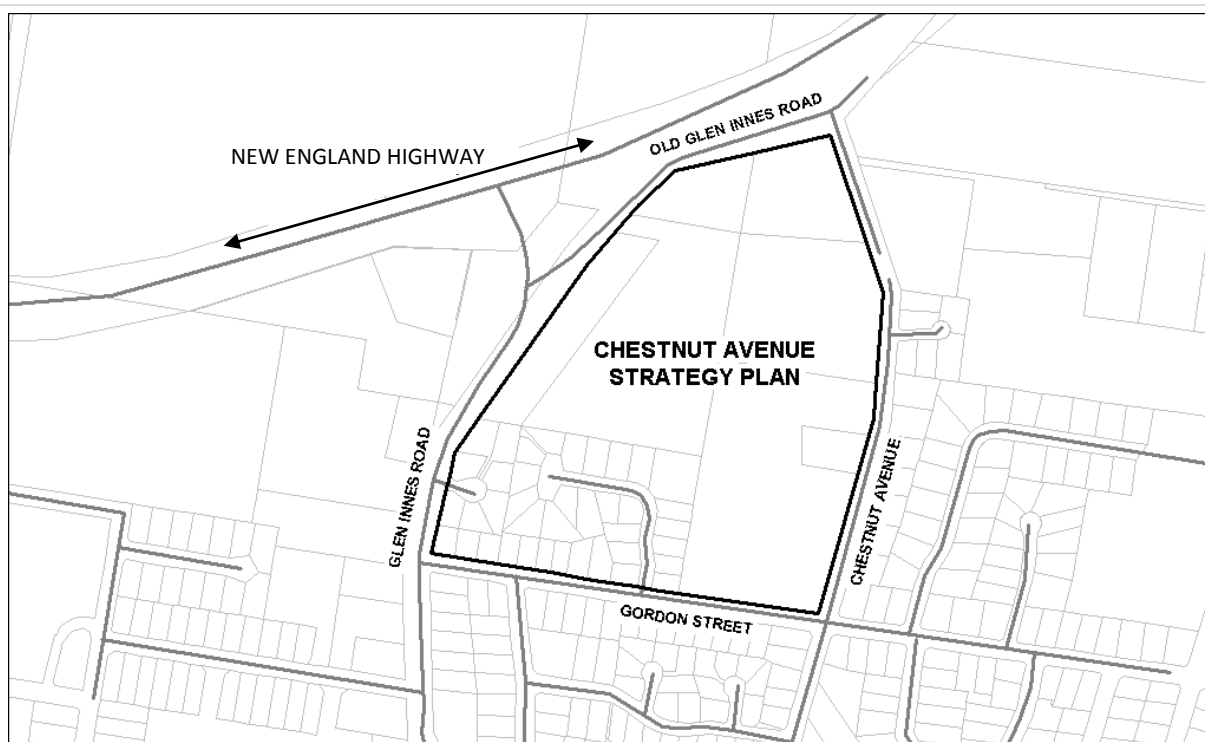 OLD GLEN INNES ROAD
NEW ENGLAND HIGHWAY
CHESTNUT AVENUE
STRATEGY PLAN
GLEN INNES ROAD
CHESTNUT AVENUE
GORDON STREET